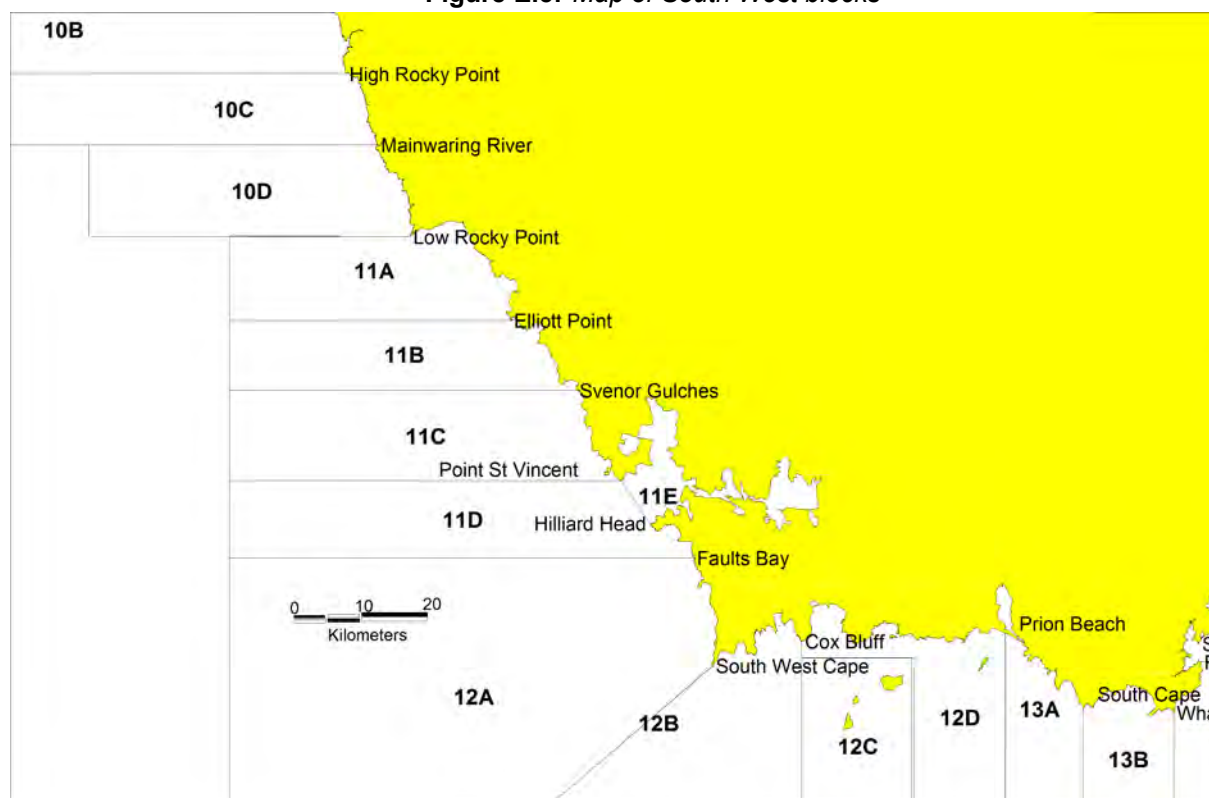 Figure 2.8: Map of South West blocks
10B
High Rocky Point
10C
Mainwaring River
10D
Low Rocky Point
11A
Elliott Point
11B
Svenor Gulches
11C
Point St Vincent
11E
11D
Hilliard Head
Faults Bay
0 10 20
Kilometers
Prion Beach
Cox Bluff
South West Cape
South Cape
12A
12B
12C
12D
13A
13B